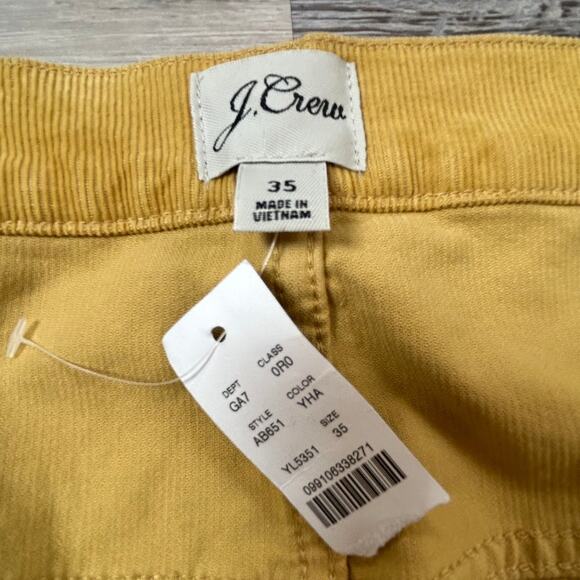 J.Crew
35
MADE IN
VIETNAM
DEPT CLASS
GA7 0R0
STYLE COLOR
AB651 YHA
SIZE
YL5351 35
099106338271